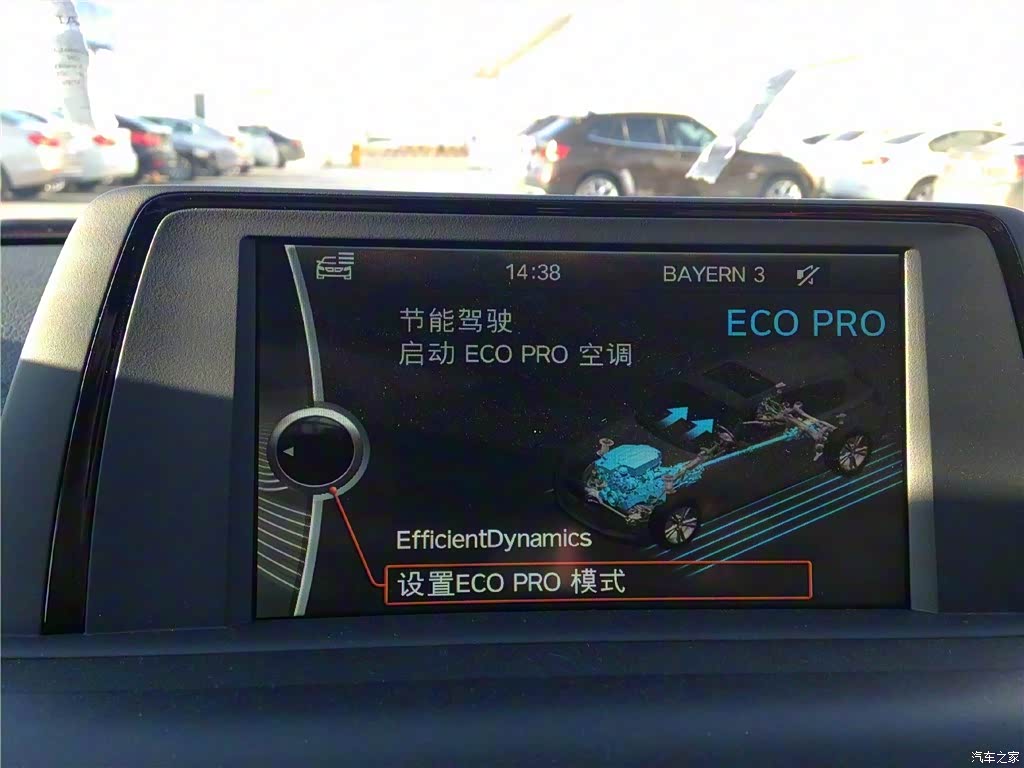 14:38
BAYERN 3
节能驾驶
ECO PRO
启动 ECO PRO 空调
EfficientDynamics
设置ECO PRO 模式
汽车之家